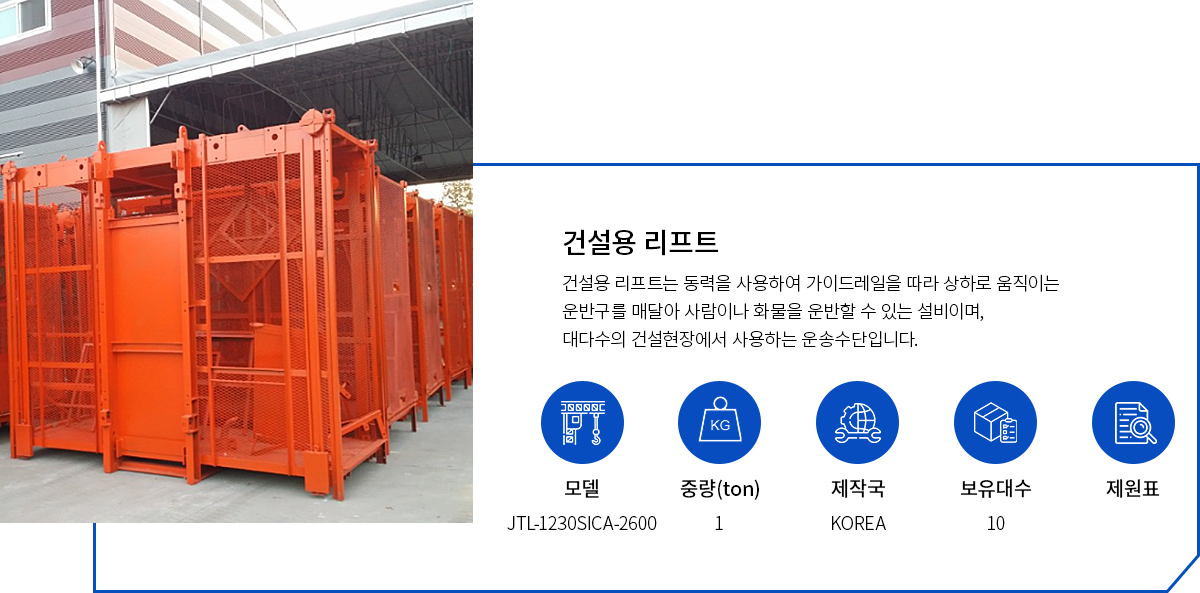 건설용 리프트
건설용 리프트는 동력을 사용하여 가이드레일을 따라 상하로 움직이는
운반구를 매달아 사람이나 화물을 운반할 수 있는 설비이며,
대다수의 건설현장에서 사용하는 운송수단입니다.
KG
모델 중량(ton) 제작국 보유대수 제원표
JTL-1230SICA-2600 1 KOREA 10